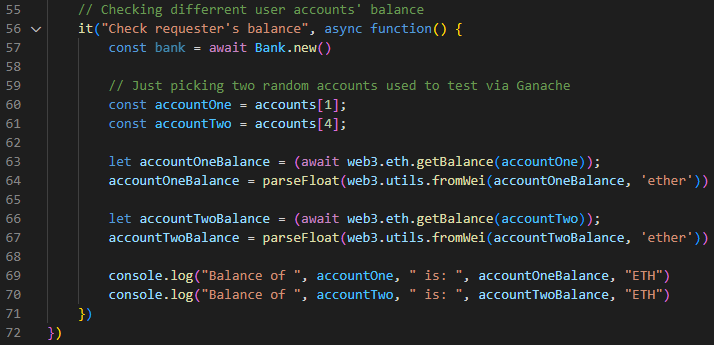 55 // Checking differrent user accounts' balance
56 it("Check requester's balance", async function() {
57 const bank = await Bank.new()
58
59 // Just picking two random accounts used to test via Ganache
60 const accountOne = accounts[1];
61 const accountTwo = accounts[4];
62
63 let accountOneBalance = (await web3.eth.getBalance(accountOne));
64 accountOneBalance = parseFloat(web3.utils.fromWei(accountOneBalance, 'ether'))
65
66 let accountTwoBalance = (await web3.eth.getBalance(accountTwo));
67 accountTwoBalance = parseFloat(web3.utils.fromWei(accountTwoBalance, 'ether'))
68
69 console.log("Balance of ", accountOne, " is: ", accountOneBalance, "ETH")
70 console.log("Balance of ", accountTwo, " is: ", accountTwoBalance, "ETH")
71 })
72 })